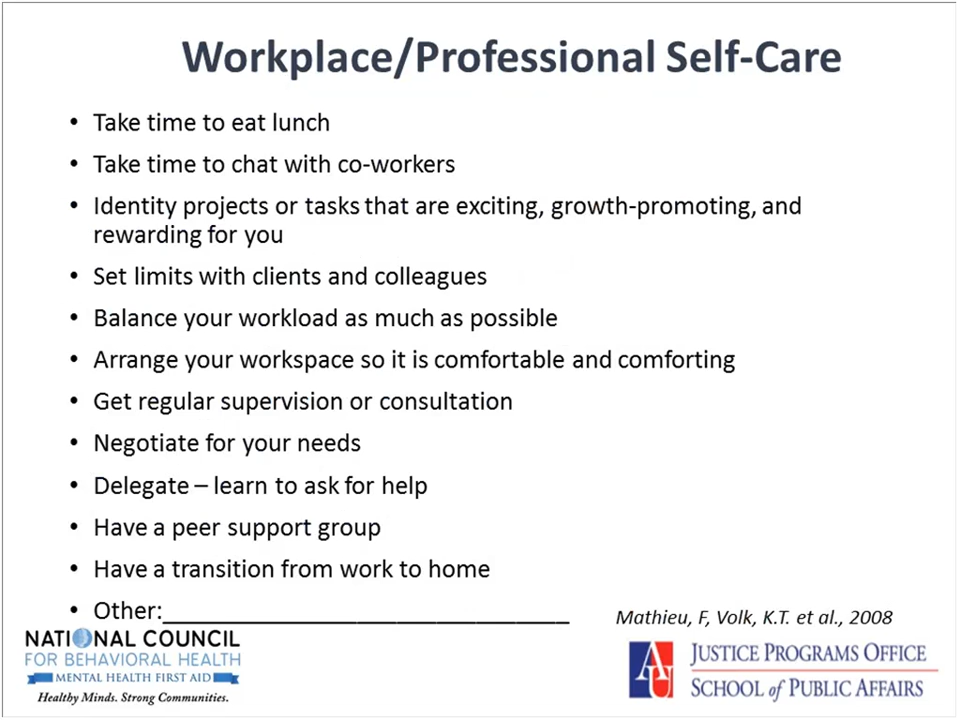 Workplace/Professional Self-Care
• Take time to eat lunch
• Take time to chat with co-workers
• Identity projects or tasks that are exciting, growth-promoting, and
rewarding for you
• Set limits with clients and colleagues
• Balance your workload as much as possible
• Arrange your workspace so it is comfortable and comforting
• Get regular supervision or consultation
• Negotiate for your needs
• Delegate – learn to ask for help
• Have a peer support group
• Have a transition from work to home
• Other:_________________________________
Mathieu, F, Volk, K.T. et al., 2008
NATIONAL COUNCIL
FOR BEHAVIORAL HEALTH
MENTAL HEALTH FIRST AID
Healthy Minds. Strong Communities.
AU
JUSTICE PROGRAMS OFFICE
SCHOOL of PUBLIC AFFAIRS